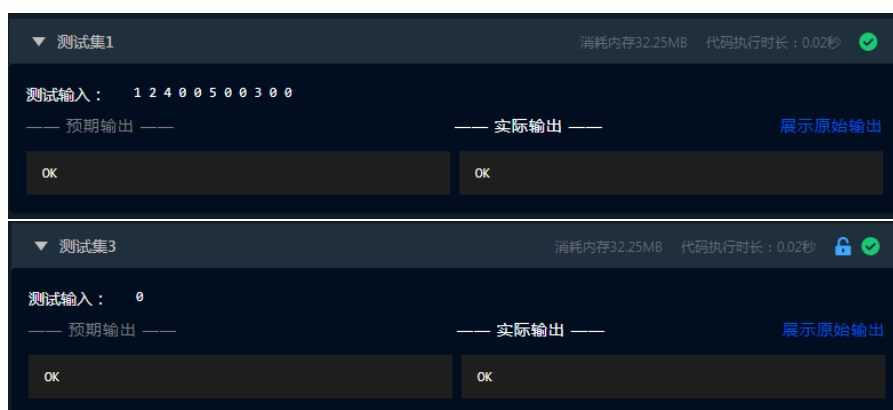 测试集1 消耗内存32.25MB 代码执行时长：0.02秒
测试输入： 1 2 4 0 0 5 0 0 3 0 0
—— 预期输出 —— —— 实际输出 —— 展示原始输出
OK OK
测试集3 消耗内存32.25MB 代码执行时长：0.02秒
测试输入： 0
—— 预期输出 —— —— 实际输出 —— 展示原始输出
OK OK